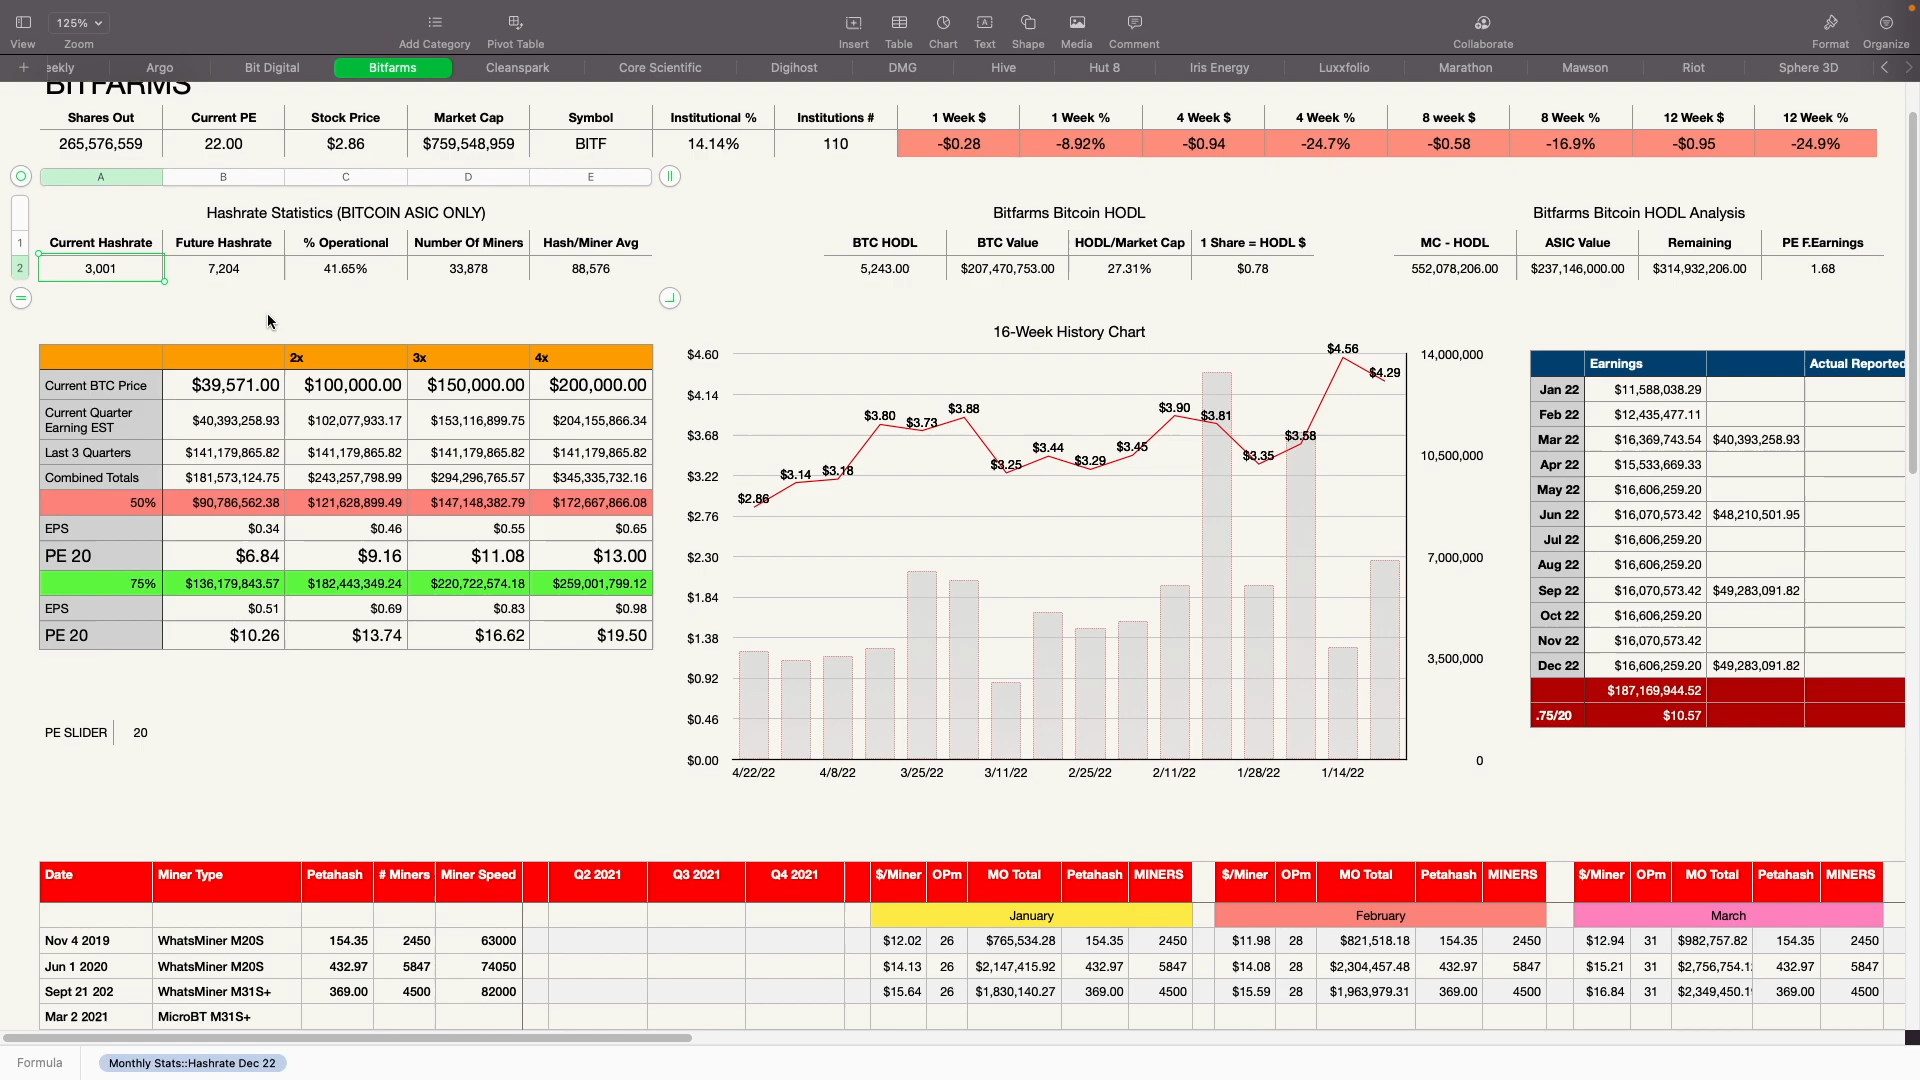 125%
View Zoom Add Category Pivot Table Insert Table Chart Text Shape Media Comment Collaborate Format Organize
eekly Argo Bit Digital Bitfarms Cleanspark Core Scientific Digihost DMG Hive Hut 8 Iris Energy Luxxfolio Marathon Mawson Riot Sphere 3D
BITFARMS
Shares Out Current PE Stock Price Market Cap Symbol Institutional % Institutions # 1 Week $ 1 Week % 4 Week $ 4 Week % 8 week $ 8 Week % 12 Week $ 12 Week %
265,576,559 22.00 $2.86 $759,548,959 BITF 14.14% 110 -$0.28 -8.92% -$0.94 -24.7% -$0.58 -16.9% -$0.95 -24.9%
A B C D E
Hashrate Statistics (BITCOIN ASIC ONLY) Bitfarms Bitcoin HODL Bitfarms Bitcoin HODL Analysis
1 Current Hashrate Future Hashrate % Operational Number Of Miners Hash/Miner Avg BTC HODL BTC Value HODL/Market Cap 1 Share = HODL $ MC - HODL ASIC Value Remaining PE F.Earnings
2 3,001 7,204 41.65% 33,878 88,576 5,243.00 $207,470,753.00 27.31% $0.78 552,078,206.00 $237,146,000.00 $314,932,206.00 1.68
2x 3x 4x
Current BTC Price $39,571.00 $100,000.00 $150,000.00 $200,000.00
Current Quarter
Earning EST $40,393,258.93 $102,077,933.17 $153,116,899.75 $204,155,866.34
Last 3 Quarters $141,179,865.82 $141,179,865.82 $141,179,865.82 $141,179,865.82
Combined Totals $181,573,124.75 $243,257,798.99 $294,296,765.57 $345,335,732.16
50% $90,786,562.38 $121,628,899.49 $147,148,382.79 $172,667,866.08
EPS $0.34 $0.46 $0.55 $0.65
PE 20 $6.84 $9.16 $11.08 $13.00
75% $136,179,843.57 $182,443,349.24 $220,722,574.18 $259,001,799.12
EPS $0.51 $0.69 $0.83 $0.98
PE 20 $10.26 $13.74 $16.62 $19.50
PE SLIDER 20
16-Week History Chart
$4.60 14,000,000
$4.14
$3.68 10,500,000
$3.22
$2.76
$2.30 7,000,000
$1.84
$1.38 3,500,000
$0.92
$0.46
$0.00 0
$2.86 $3.14 $3.18 $3.80 $3.73 $3.88 $3.25 $3.44 $3.29 $3.45 $3.90 $3.81 $3.35 $3.58 $4.56 $4.29
4/22/22 4/8/22 3/25/22 3/11/22 2/25/22 2/11/22 1/28/22 1/14/22
Earnings Actual Reported
Jan 22 $11,588,038.29
Feb 22 $12,435,477.11
Mar 22 $16,369,743.54 $40,393,258.93
Apr 22 $15,533,669.33
May 22 $16,606,259.20
Jun 22 $16,070,573.42 $48,210,501.95
Jul 22 $16,606,259.20
Aug 22 $16,606,259.20
Sep 22 $16,070,573.42 $49,283,091.82
Oct 22 $16,606,259.20
Nov 22 $16,070,573.42
Dec 22 $16,606,259.20 $49,283,091.82
$187,169,944.52
.75/20 $10.57
Date Miner Type Petahash # Miners Miner Speed Q2 2021 Q3 2021 Q4 2021 $/Miner OPm MO Total Petahash MINERS $/Miner OPm MO Total Petahash MINERS $/Miner OPm MO Total Petahash MINERS
January February March
Nov 4 2019 WhatsMiner M20S 154.35 2450 63000 $12.02 26 $765,534.28 154.35 2450 $11.98 28 $821,518.18 154.35 2450 $12.94 31 $982,757.82 154.35 2450
Jun 1 2020 WhatsMiner M20S 432.97 5847 74050 $14.13 26 $2,147,415.92 432.97 5847 $14.08 28 $2,304,457.48 432.97 5847 $15.21 31 $2,756,754.1 432.97 5847
Sept 21 202 WhatsMiner M31S+ 369.00 4500 82000 $15.64 26 $1,830,140.27 369.00 4500 $15.59 28 $1,963,979.31 369.00 4500 $16.84 31 $2,349,450.1 369.00 4500
Mar 2 2021 MicroBT M31S+
Formula Monthly Stats::Hashrate Dec 22